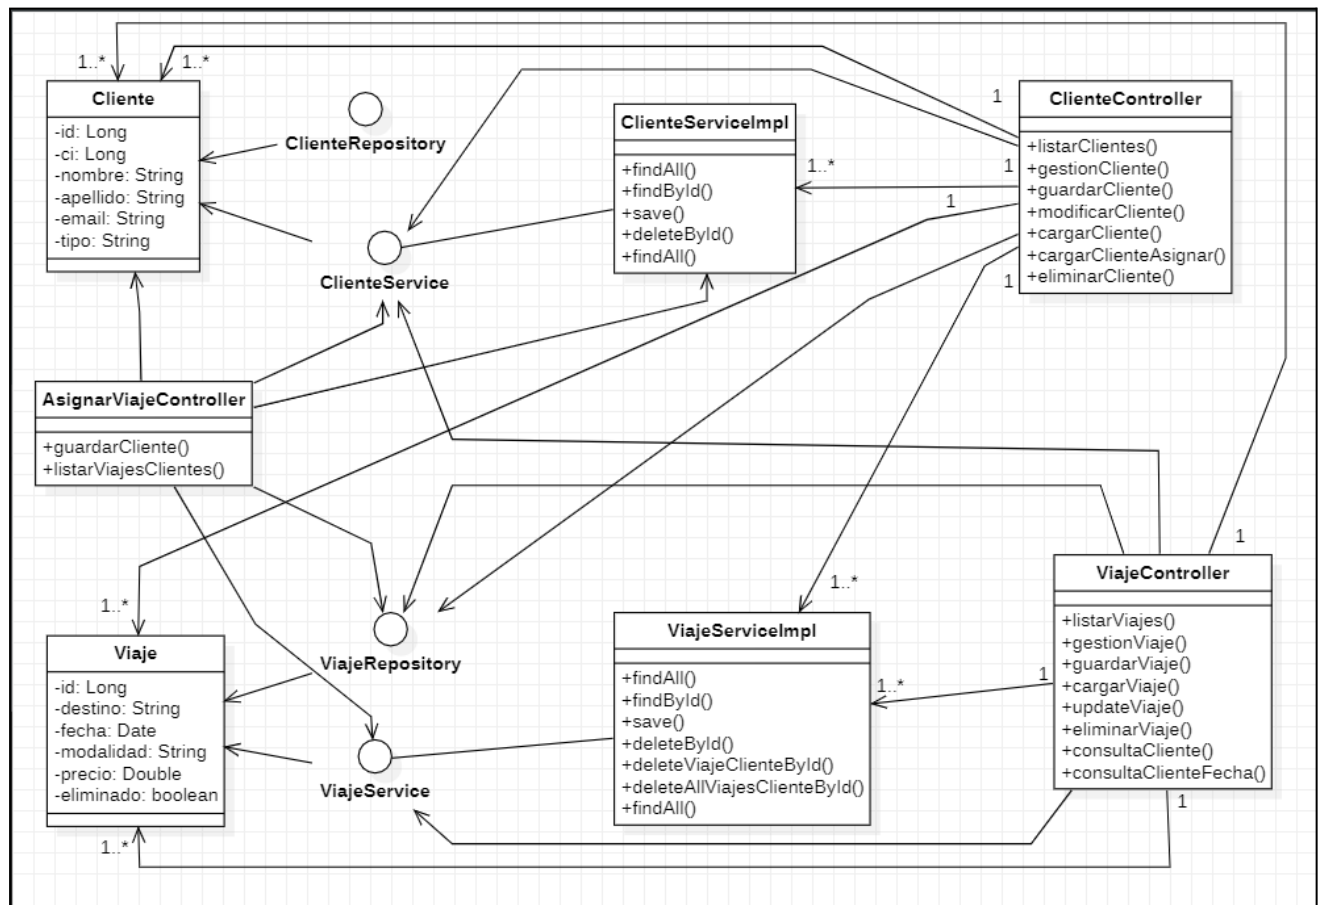 1..*
1..*
Cliente
-id: Long
-ci: Long
-nombre: String
-apellido: String
-email: String
-tipo: String
ClienteRepository
ClienteService
ClienteServiceImpl
+findAll()
+findById()
+save()
+deleteById()
+findAll()
1..*
1
1
1
1
ClienteController
+listarClientes()
+gestionCliente()
+guardarCliente()
+modificarCliente()
+cargarCliente()
+cargarClienteAsignar()
+eliminarCliente()
AsignarViajeController
+guardarCliente()
+listarViajesClientes()
1..*
Viaje
-id: Long
-destino: String
-fecha: Date
-modalidad: String
-precio: Double
-eliminado: boolean
1..*
ViajeRepository
ViajeService
1..*
ViajeServiceImpl
+findAll()
+findById()
+save()
+deleteById()
+deleteViajeClienteById()
+deleteAllViajesClienteById()
+findAll()
1..*
1
1
ViajeController
+listarViajes()
+gestionViaje()
+guardarViaje()
+cargarViaje()
+updateViaje()
+eliminarViaje()
+consultaCliente()
+consultaClienteFecha()
1